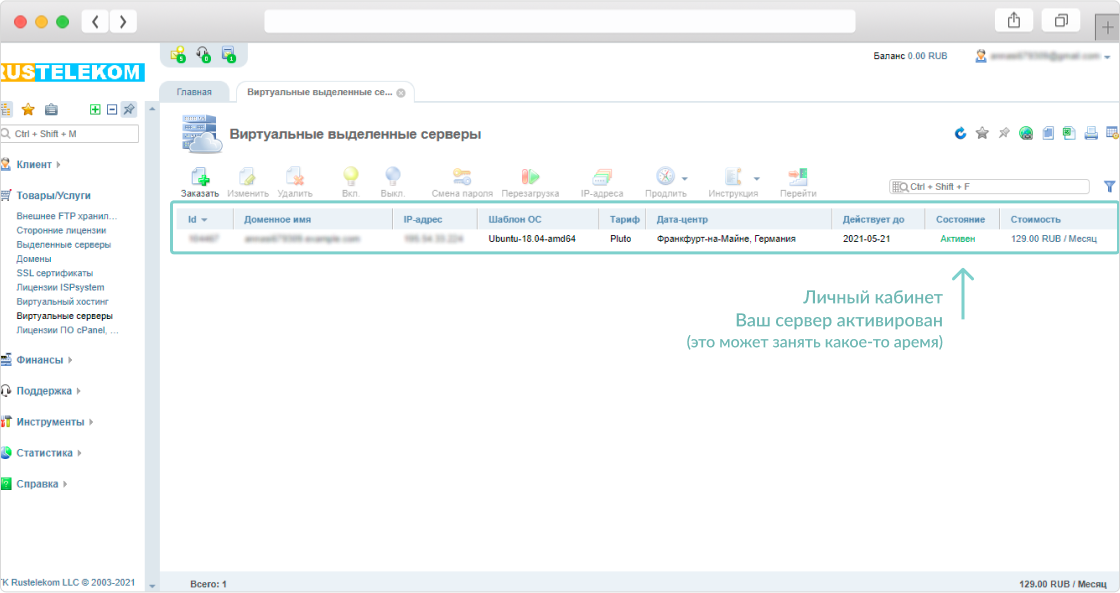 5 0 1
Баланс 0.00 RUB
RUSTELEKOM
Главная
Виртуальные выделенные се...
Ctrl + Shift + M
Виртуальные выделенные серверы
Клиент
Товары/Услуги
Внешнее FTP хранил...
Сторонние лицензии
Выделенные серверы
Домены
SSL сертификаты
Лицензии ISPsystem
Виртуальный хостинг
Виртуальные серверы
Лицензии ПО cPanel, ...
Финансы
Поддержка
Инструменты
Статистика
Справка
K Rustelekom LLC © 2003-2021
Заказать Изменить Удалить Вкл. Выкл. Смена пароля Перезагрузка IP-адреса Продлить Инструкция Перейти
Ctrl + Shift + F
Id Доменное имя IP-адрес Шаблон ОС Тариф Дата-центр Действует до Состояние Стоимость
Ubuntu-18.04-amd64 Pluto Франкфурт-на-Майне, Германия 2021-05-21 Активен 129.00 RUB / Месяц
Личный кабинет
Ваш сервер активирован
(это может занять какое-то аремя)
Всего: 1
129.00 RUB / Месяц